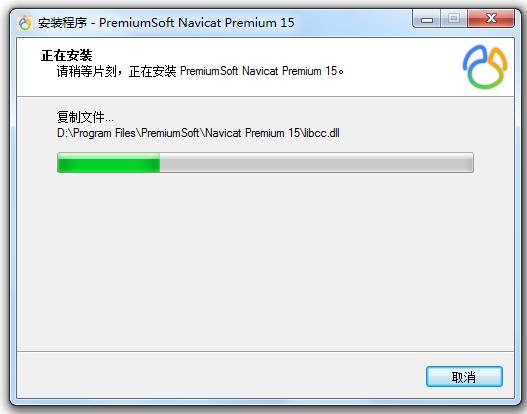 安装程序 - PremiumSoft Navicat Premium 15
正在安装
请稍等片刻，正在安装 PremiumSoft Navicat Premium 15。
复制文件...
D:\Program Files\PremiumSoft\Navicat Premium 15\libcc.dll
取消